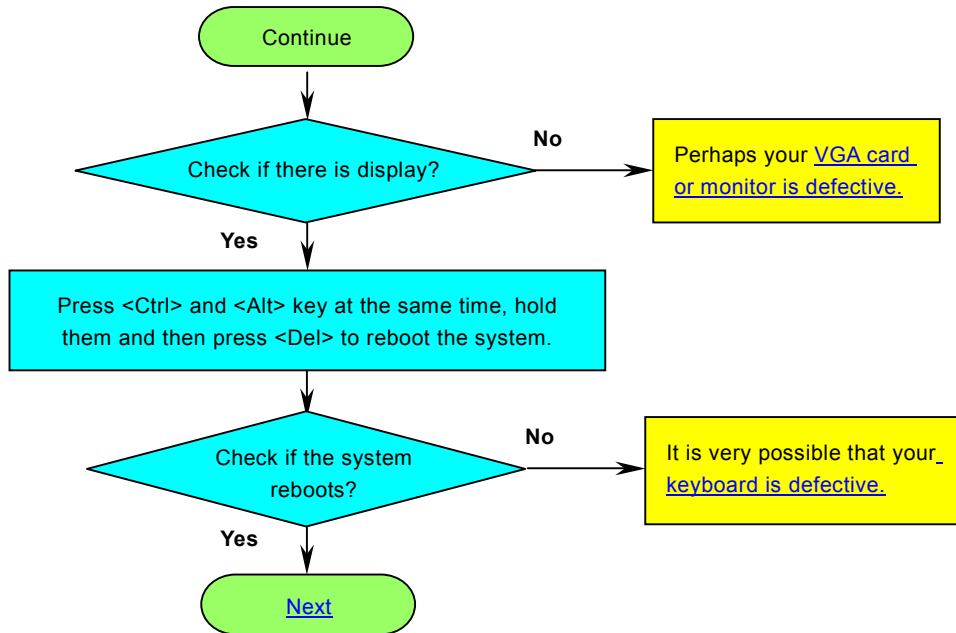 Continue
Check if there is display?
No
Perhaps your VGA card
or monitor is defective.
Yes
Press <Ctrl> and <Alt> key at the same time, hold
them and then press <Del> to reboot the system.
Check if the system
reboots?
No
It is very possible that your
keyboard is defective.
Yes
Next